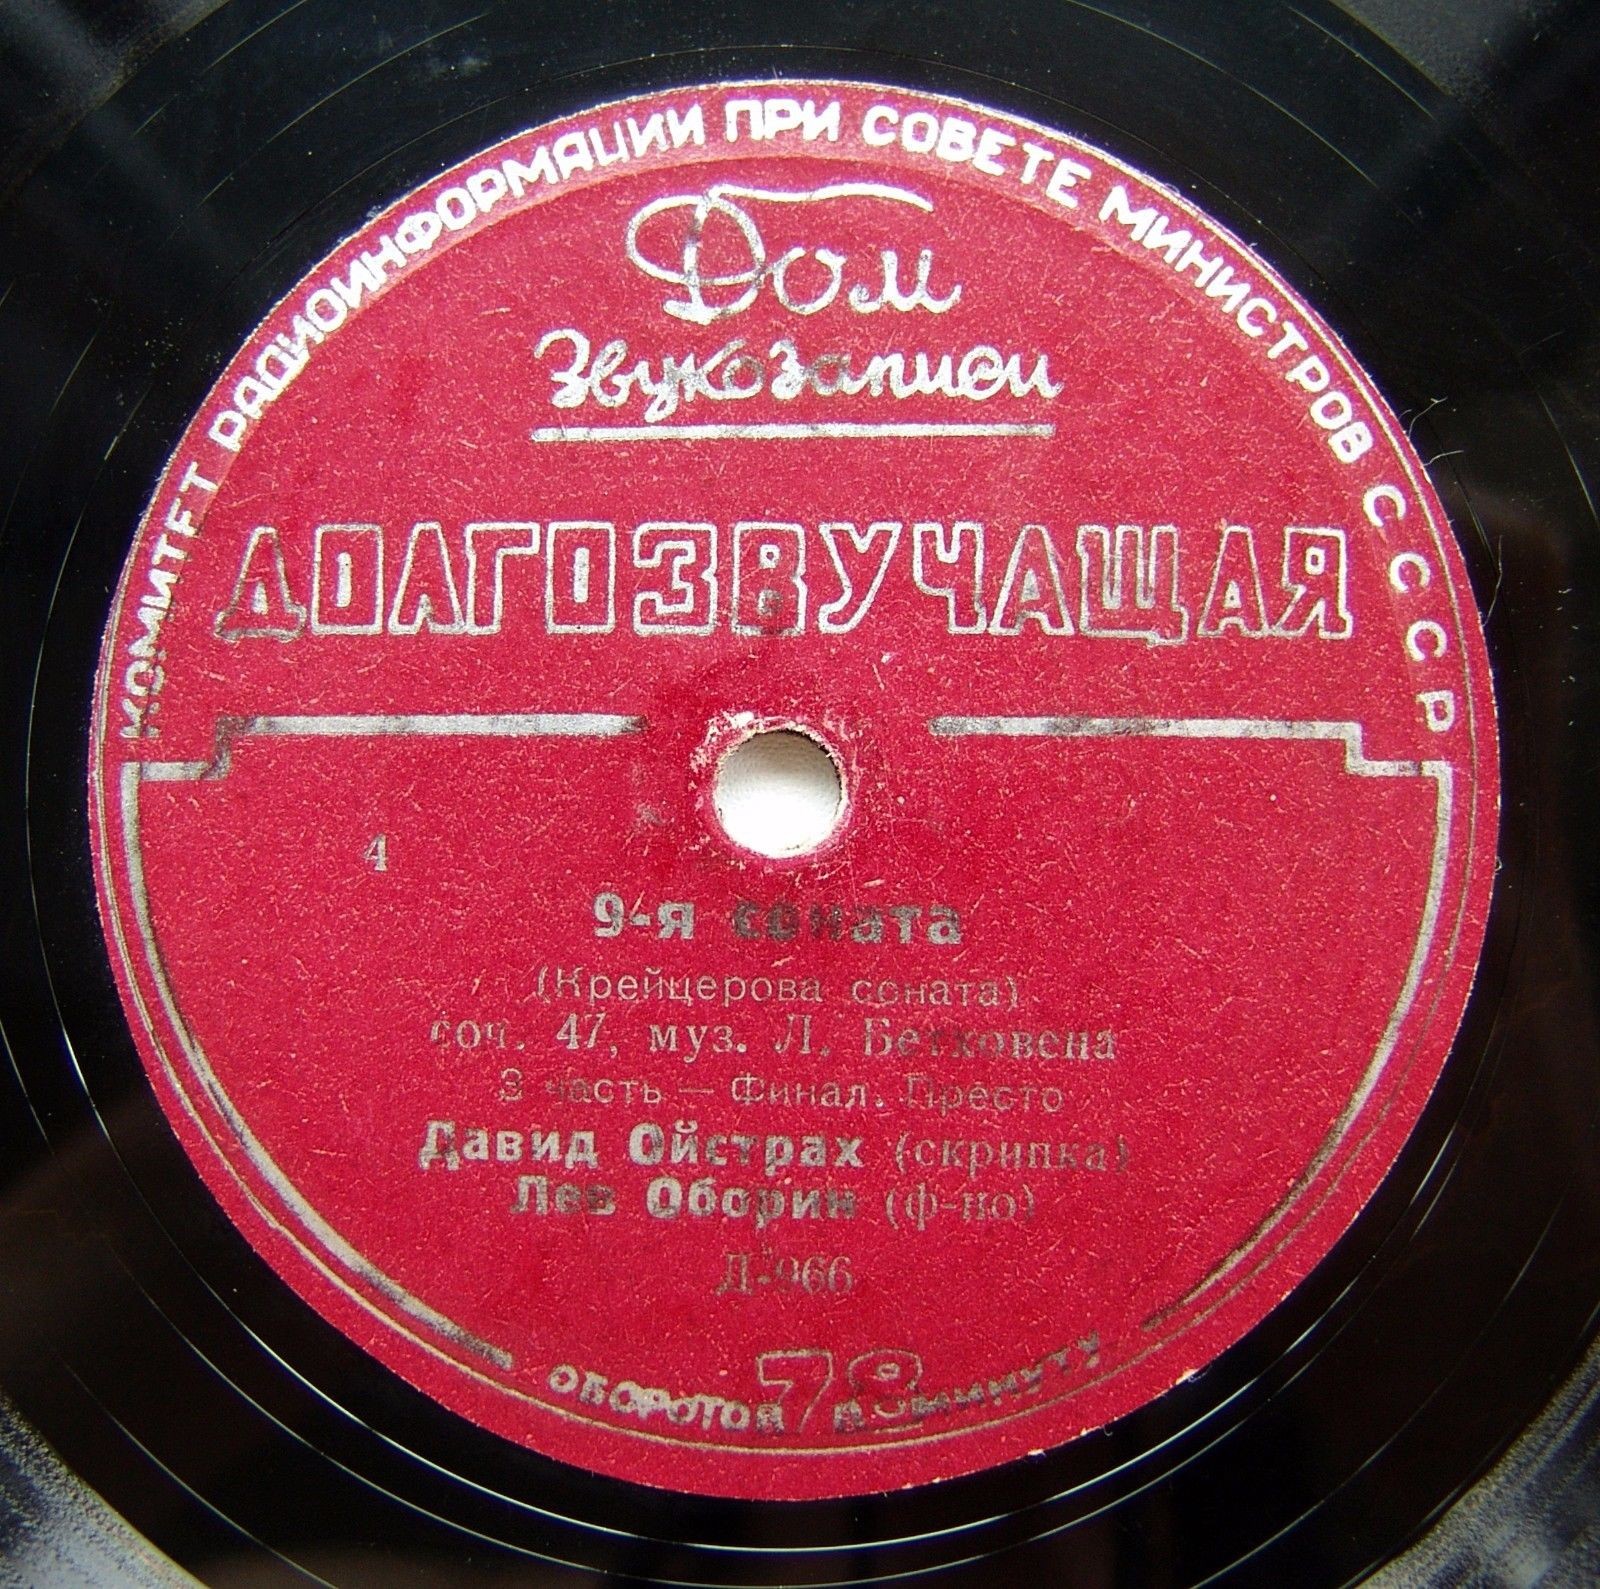 КОМИТЕТ РАДИОИНФОРМАЦИИ ПРИ СОВЕТЕ МИНИСТРОВ СССР
Дом
Звукозаписи
ДОЛГОЗВУЧАЩАЯ
4
9-я соната
(Крейцерова соната)
соч. 47, муз. Л. Бетховена
3 часть — Финал. Престо
Давид Ойстрах (скрипка)
Лев Оборин (ф-но)
Д-966
78
ОБОРОТОВ В МИНУТУ